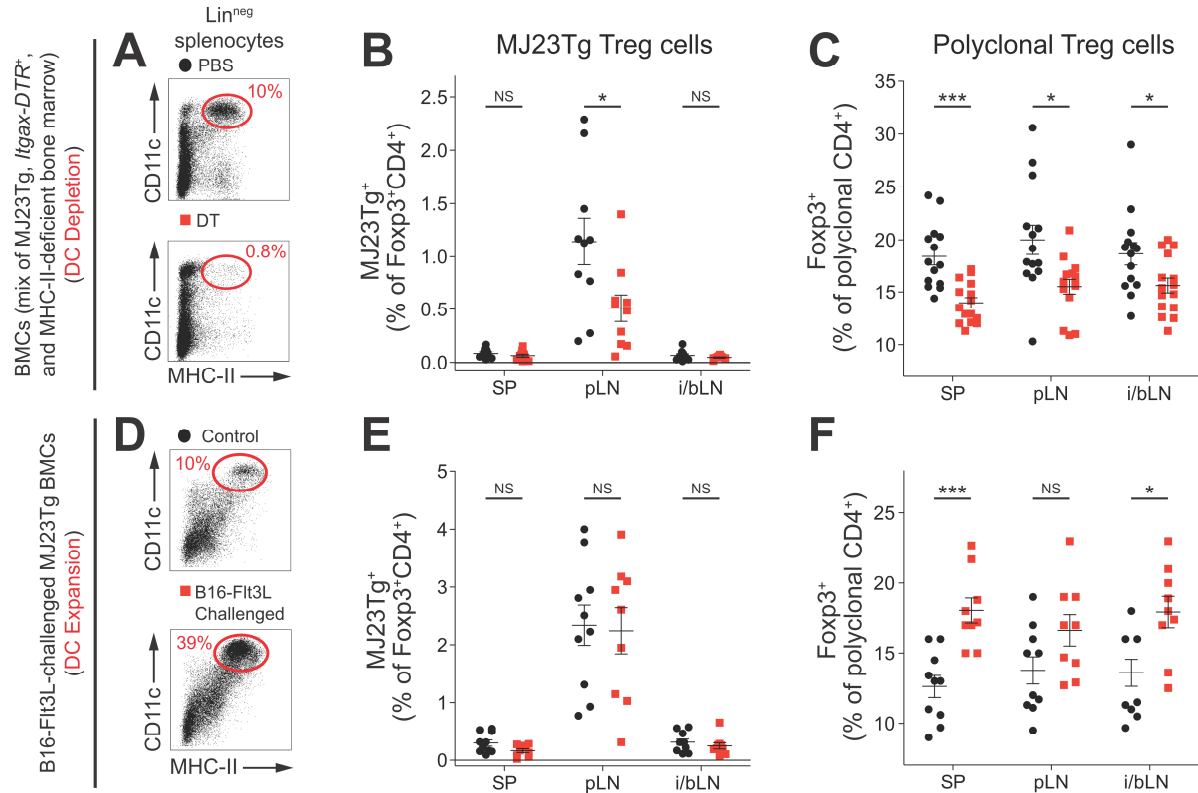 BMCs (mix of MJ23Tg, Itgax-DTR⁺,
and MHC-II-deficient bone marrow)
(DC Depletion)
A
Linⁿᵉᵍ
splenocytes
PBS
10%
CD11c
DT
0.8%
CD11c
MHC-II
B
MJ23Tg Treg cells
MJ23Tg⁺
(% of Foxp3⁺CD4⁺)
2.5
2.0
1.5
1.0
0.5
0.0
NS
*
NS
SP
pLN
i/bLN
C
Polyclonal Treg cells
Foxp3⁺
(% of polyclonal CD4⁺)
35
30
25
20
15
10
***
*
*
SP
pLN
i/bLN
B16-Flt3L-challenged MJ23Tg BMCs
(DC Expansion)
D
Control
10%
CD11c
B16-Flt3L
Challenged
39%
CD11c
MHC-II
E
MJ23Tg⁺
(% of Foxp3⁺CD4⁺)
5
4
3
2
1
0
NS
NS
NS
SP
pLN
i/bLN
F
Foxp3⁺
(% of polyclonal CD4⁺)
25
20
15
10
***
NS
*
SP
pLN
i/bLN